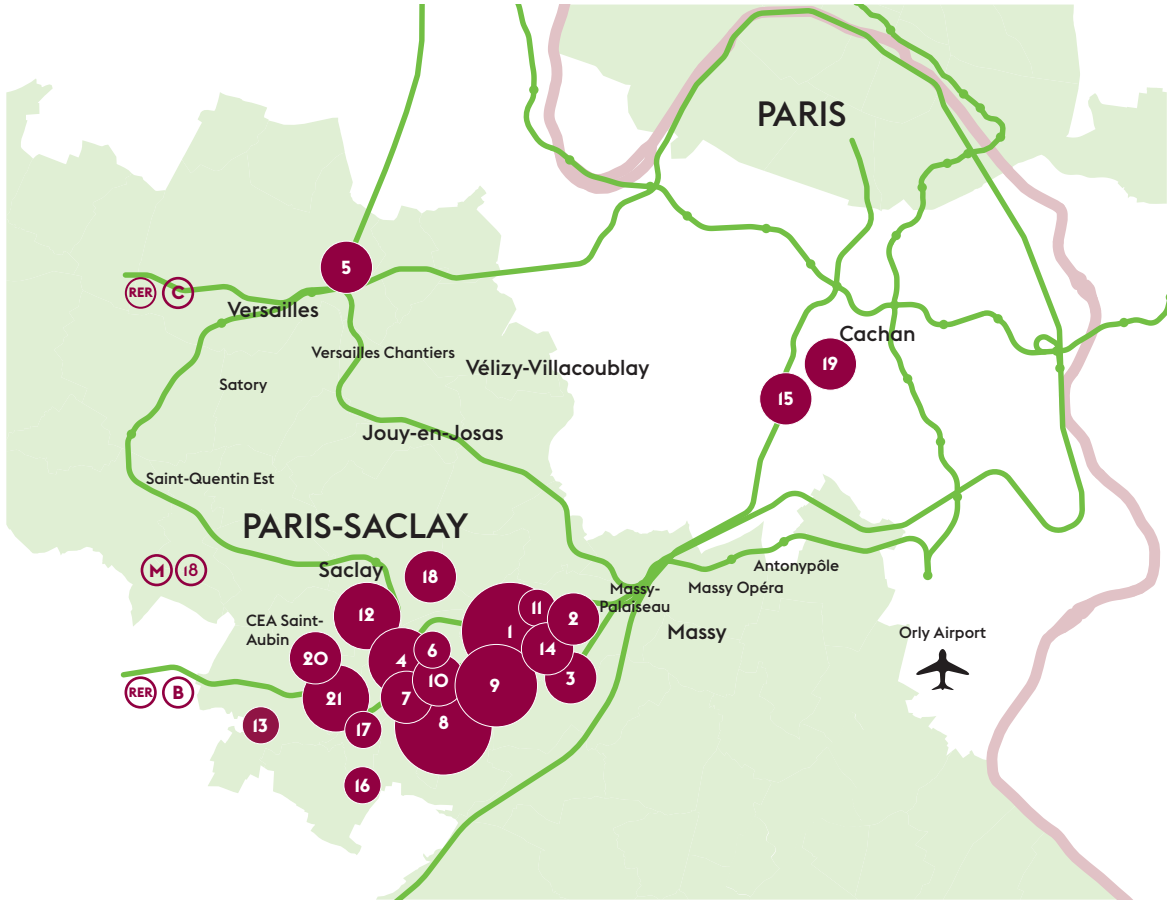 PARIS
5
RER C
Versailles
Cachan
Versailles Chantiers
19
Vélizy-Villacoublay
Satory
15
Jouy-en-Josas
Saint-Quentin Est
PARIS-SACLAY
M 18
Saclay
18
Antonypôle
Massy-
Palaiseau
Massy Opéra
12
11
2
CEA Saint-
Aubin
1
Massy
Orly Airport
20
4
6
14
3
RER B
21
7
10
9
13
17
8
16